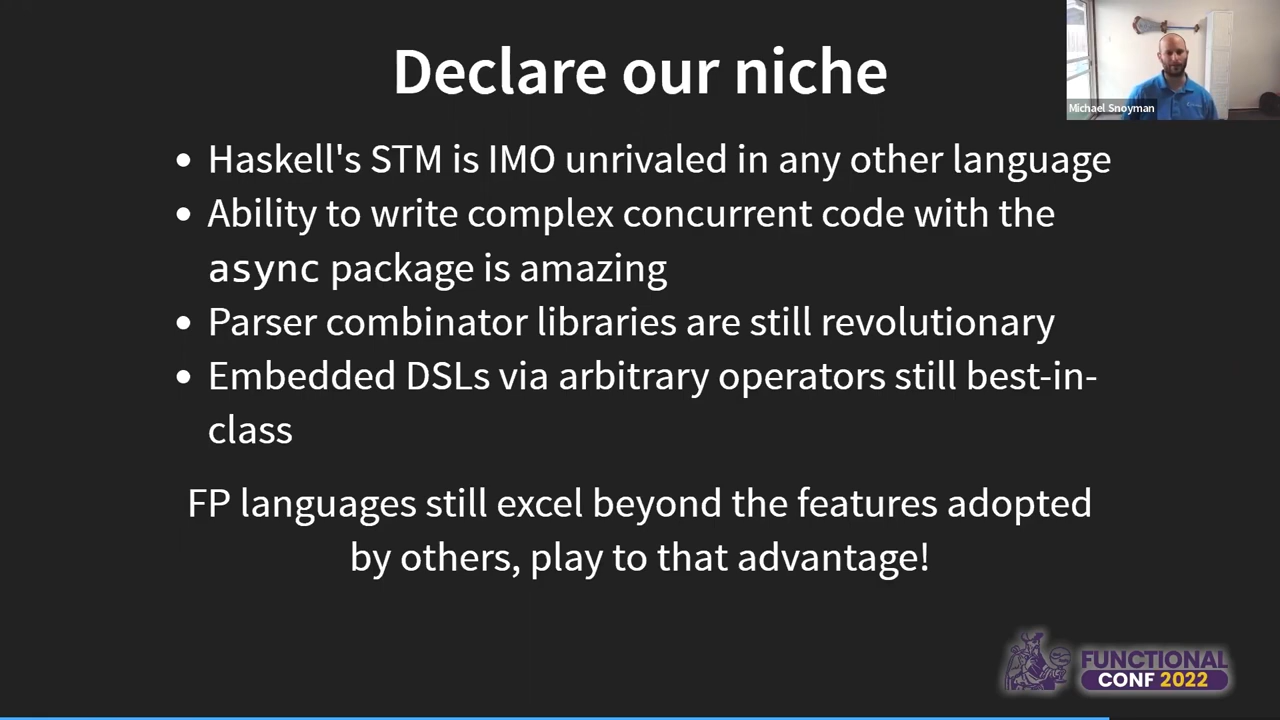 Declare our niche
Michael Snoyman
Haskell's STM is IMO unrivaled in any other language
Ability to write complex concurrent code with the
async package is amazing
Parser combinator libraries are still revolutionary
Embedded DSLs via arbitrary operators still best-in-
class
FP languages still excel beyond the features adopted
by others, play to that advantage!
FUNCTIONAL
CONF 2022